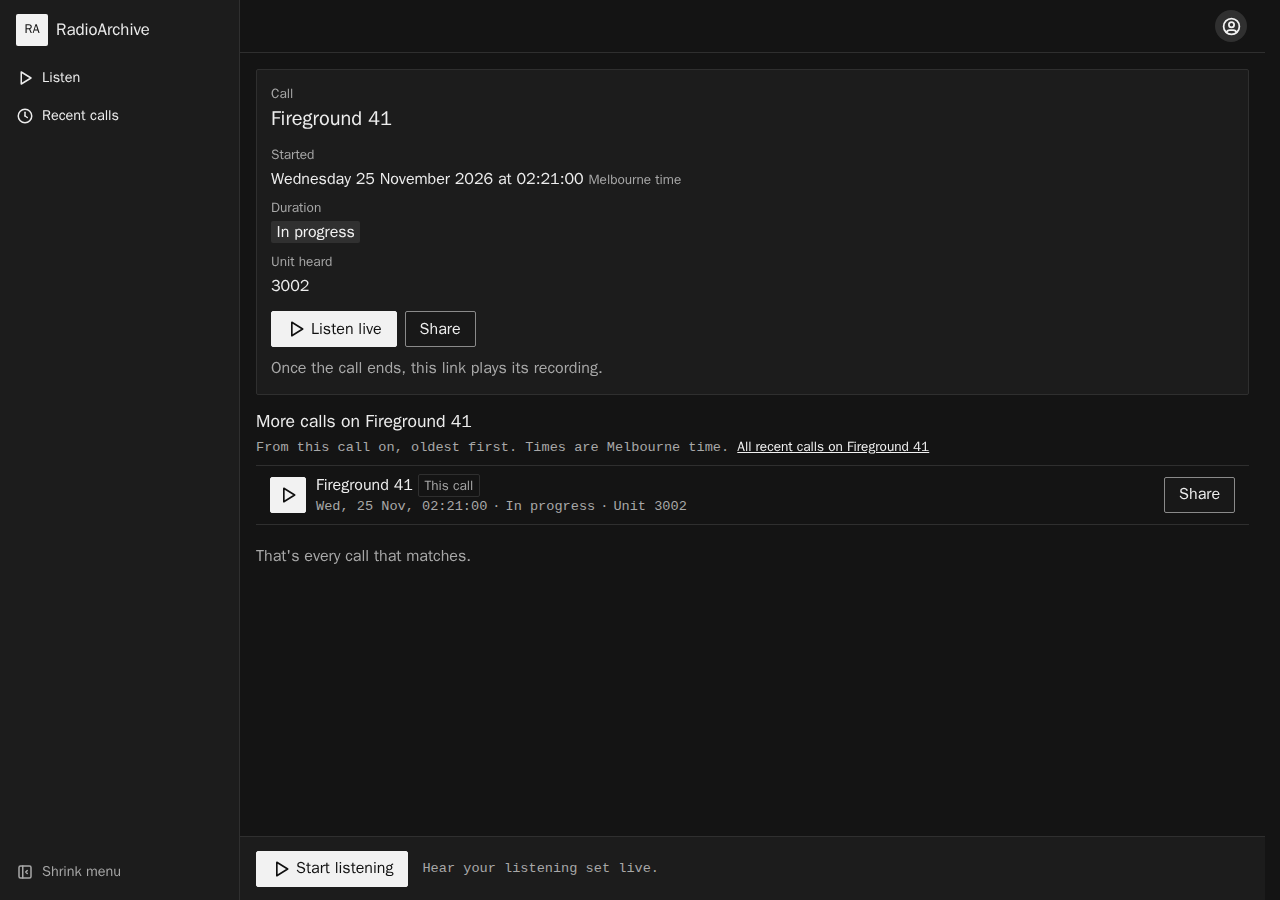 RA RadioArchive
Listen
Recent calls
Shrink menu
Call
Fireground 41
Started
Wednesday 25 November 2026 at 02:21:00 Melbourne time
Duration
In progress
Unit heard
3002
Listen live Share
Once the call ends, this link plays its recording.
More calls on Fireground 41
From this call on, oldest first. Times are Melbourne time. All recent calls on Fireground 41
Fireground 41 This call
Wed, 25 Nov, 02:21:00 · In progress · Unit 3002
Share
That's every call that matches.
Start listening Hear your listening set live.